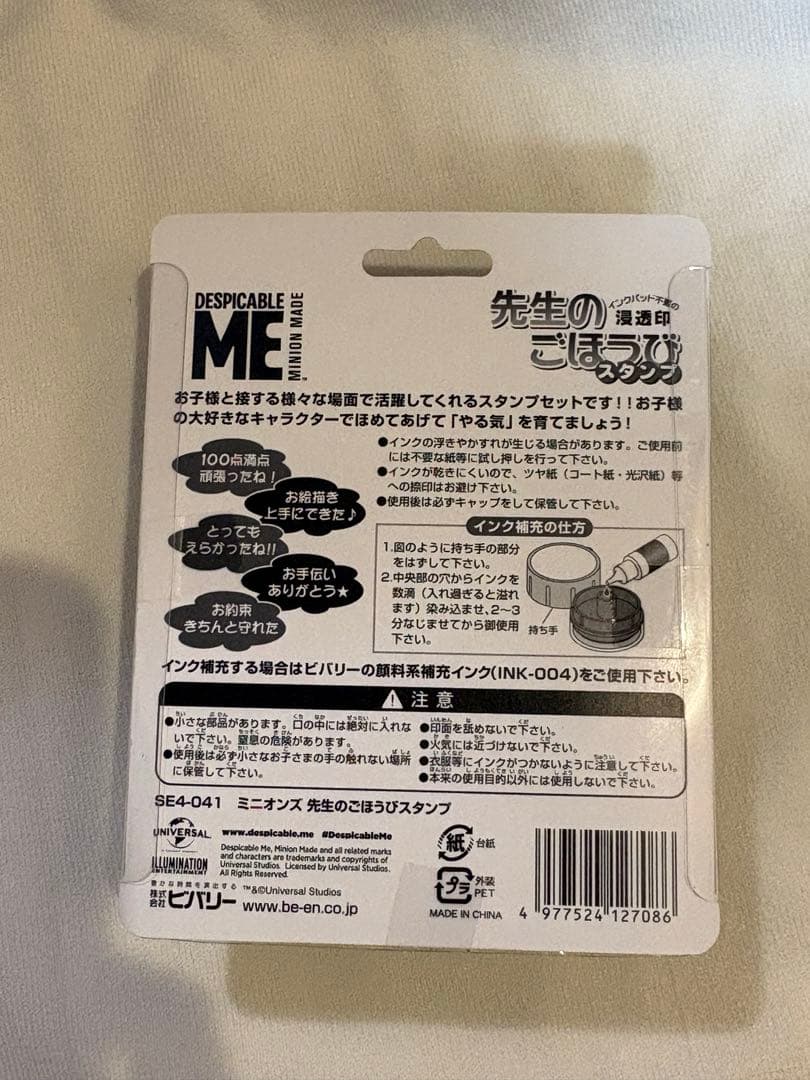 DESPICABLE
ME
MINION MADE
インクパッド不要の
浸透印
先生の
ごほうび
スタンプ
お子様と接する様々な場面で活躍してくれるスタンプセットです!!お子様
の大好きなキャラクターでほめてあげて「やる気」を育てましょう!
100点満点
頑張ったね!
お絵描き
上手にできた♪
とっても
えらかったね!!
お手伝い
ありがとう★
お約束
きちんと守れた
●インクの浮きやかすれが生じる場合があります。ご使用前
には不要な紙等に試し押しを行って下さい。
●インクが乾きにくいので、ツヤ紙(コート紙・光沢紙)等
への捺印はお避け下さい。
●使用後は必ずキャップをして保管して下さい。
インク補充の仕方
1.図のように持ち手の部分
をはずして下さい。
2.中央部の穴からインクを
数滴(入れ過ぎると溢れ
ます)染み込ませ、2~3
分なじませてから御使用
下さい。
持ち手
インク補充する場合はビバリーの顔料系補充インク(INK-004)をご使用下さい。
注意
●小さな部品があります。口の中には絶対に入れな
いで下さい。窒息の危険があります。
●使用後は必ず小さなお子さまの手の触れない場所
に保管して下さい。
●印面を舐めないで下さい。
●火気には近づけないで下さい。
●衣服等にインクがつかないように注意して下さい。
●本来の使用目的以外には使用しないで下さい。
SE4-041 ミニオンズ 先生のごほうびスタンプ
UNIVERSAL
ILLUMINATION
ENTERTAINMENT
www.despicable.me #DespicableMe
Despicable Me, Minion Made and all related marks
and characters are trademarks and copyrights of
Universal Studios. Licensed by Universal Studios.
All Rights Reserved.
豊かな時間を演出する
株式会社 ビバリー
™&©Universal Studios
www.be-en.co.jp
紙 台紙
プラ 外装
PET
MADE IN CHINA
4 977524 127086